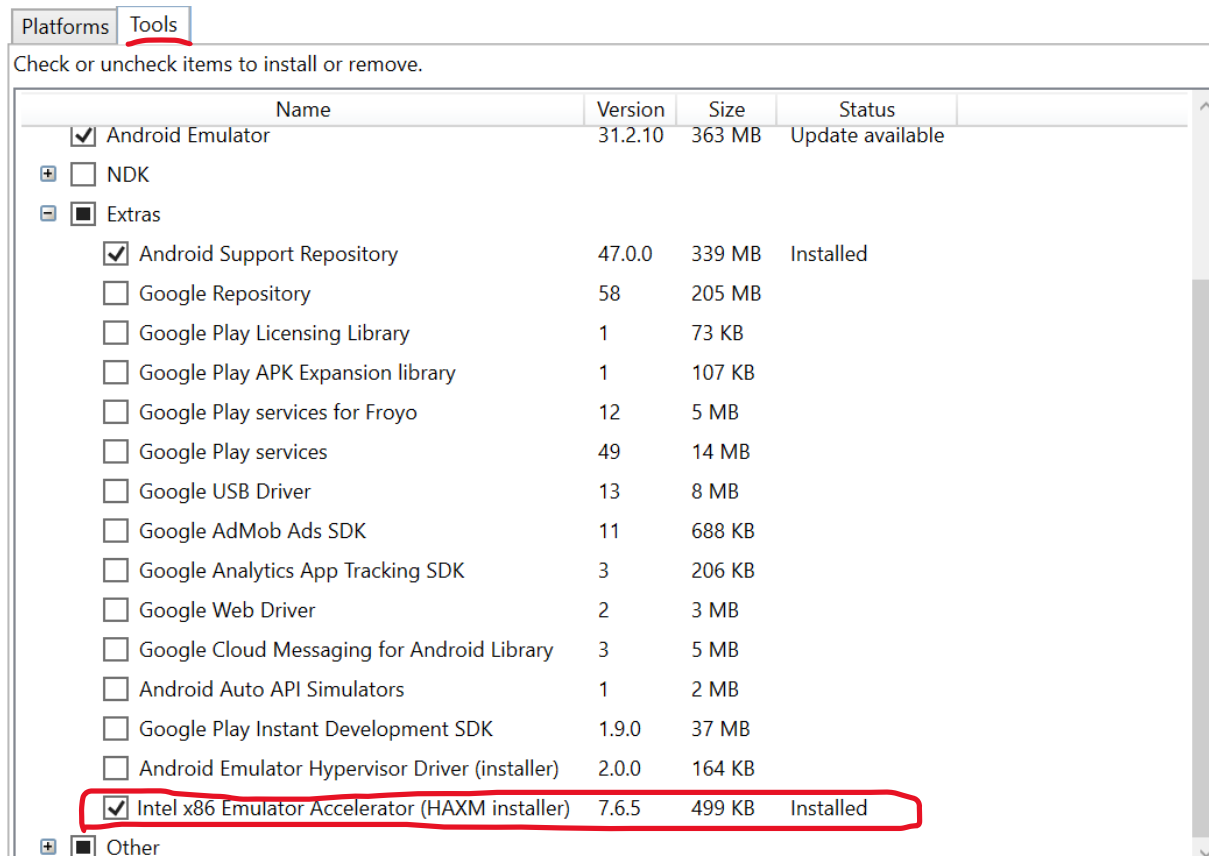 Platforms Tools
Check or uncheck items to install or remove.
Name Version Size Status
Android Emulator 31.2.10 363 MB Update available
NDK
Extras
Android Support Repository 47.0.0 339 MB Installed
Google Repository 58 205 MB
Google Play Licensing Library 1 73 KB
Google Play APK Expansion library 1 107 KB
Google Play services for Froyo 12 5 MB
Google Play services 49 14 MB
Google USB Driver 13 8 MB
Google AdMob Ads SDK 11 688 KB
Google Analytics App Tracking SDK 3 206 KB
Google Web Driver 2 3 MB
Google Cloud Messaging for Android Library 3 5 MB
Android Auto API Simulators 1 2 MB
Google Play Instant Development SDK 1.9.0 37 MB
Android Emulator Hypervisor Driver (installer) 2.0.0 164 KB
Intel x86 Emulator Accelerator (HAXM installer) 7.6.5 499 KB Installed
Other